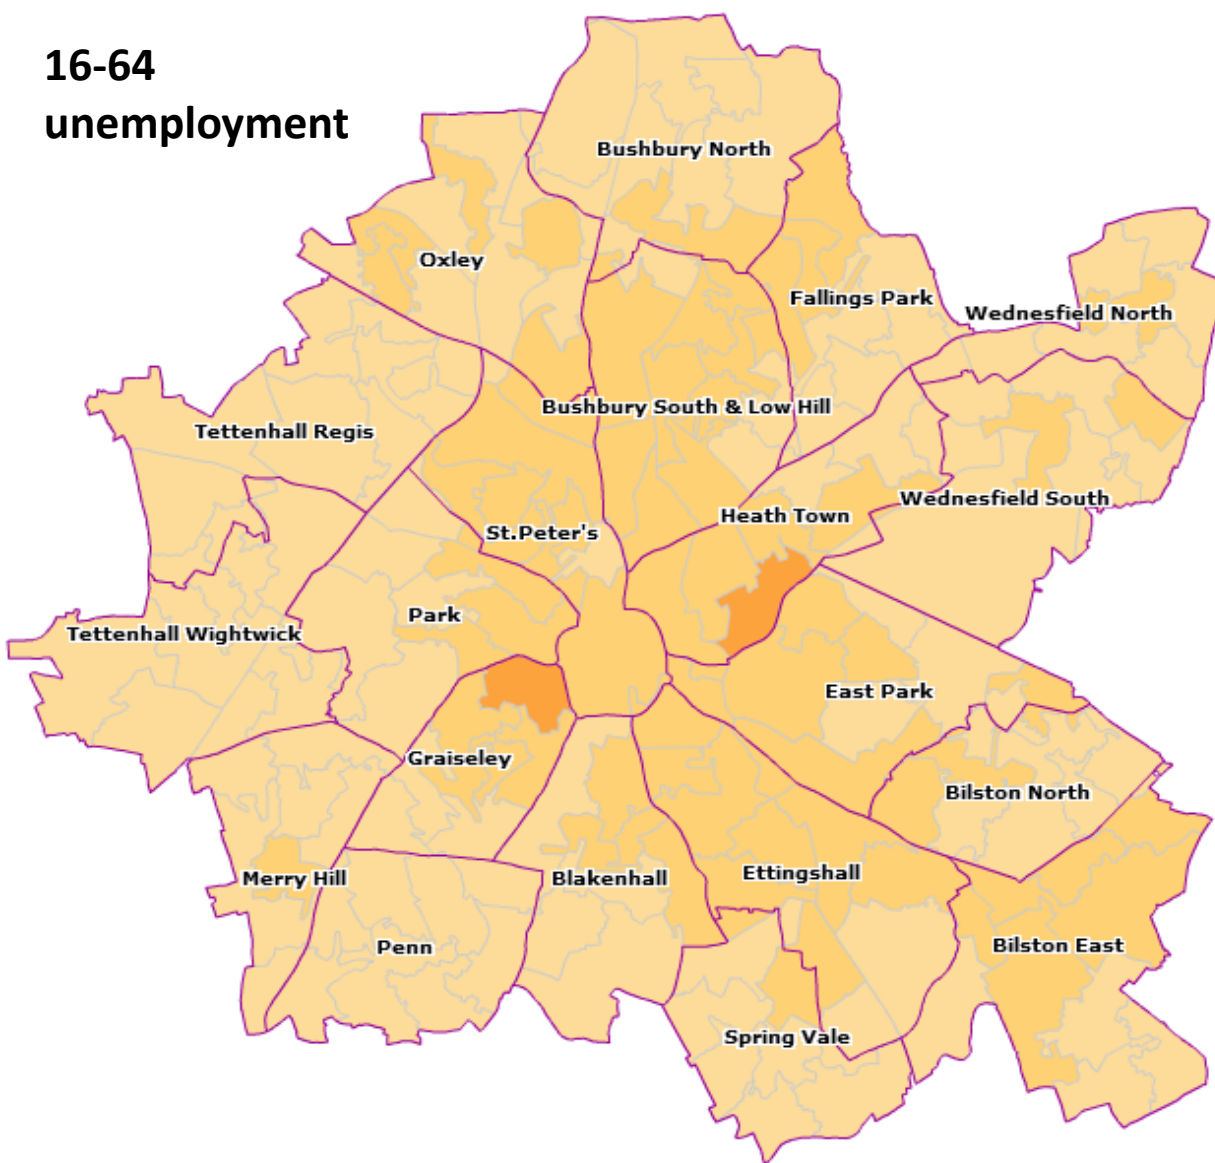 16-64
unemployment
Bushbury North
Oxley
Fallings Park
Wednesfield North
Bushbury South & Low Hill
Tettenhall Regis
Wednesfield South
Heath Town
St.Peter's
Park
Tettenhall Wightwick
East Park
Graiseley
Bilston North
Ettingshall
Merry Hill
Blakenhall
Penn
Bilston East
Spring Vale